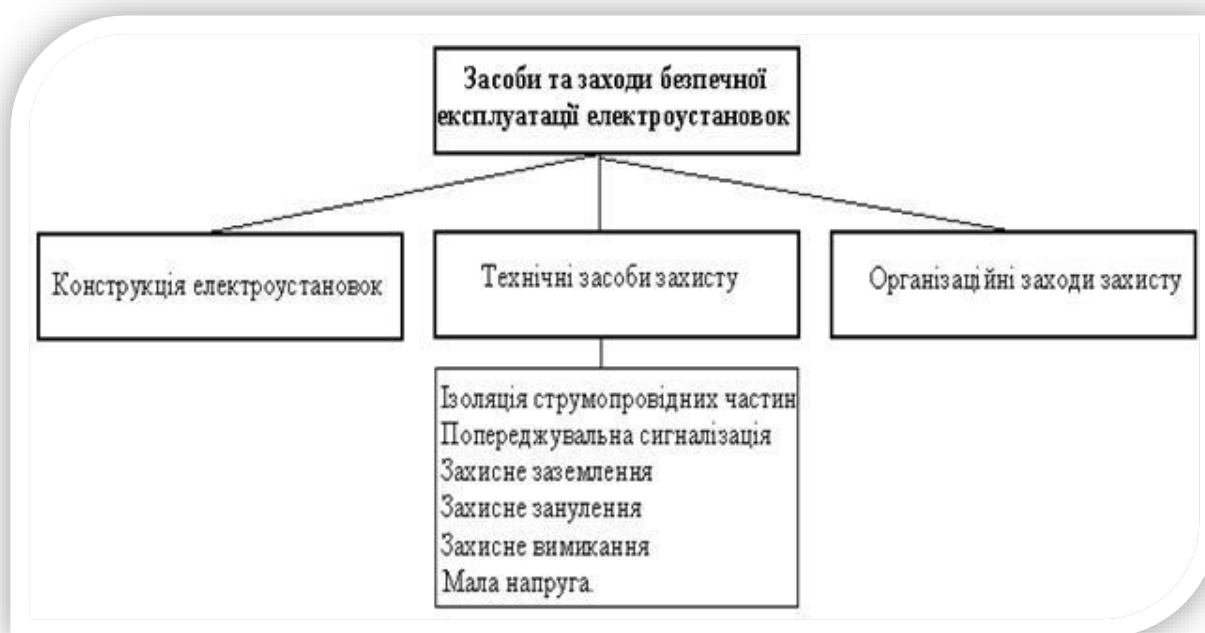 Засоби та заходи безпечної
експлуатації електроустановок
Конструкція електроустановок
Технічні засоби захисту
Організаційні заходи захисту
Ізоляція струмопровідних частин
Попереджувальна сигналізація
Захисне заземлення
Захисне занулення
Захисне вимикання
Мала напруга.